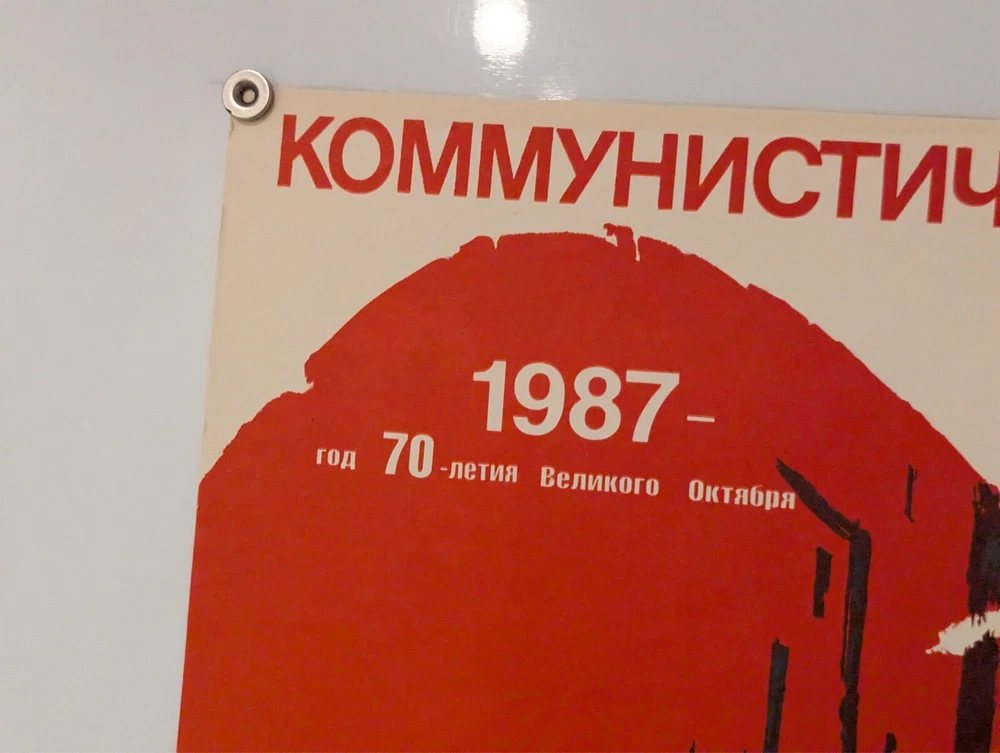 КОММУНИСТИЧ
1987 –
год 70-летия Великого Октября